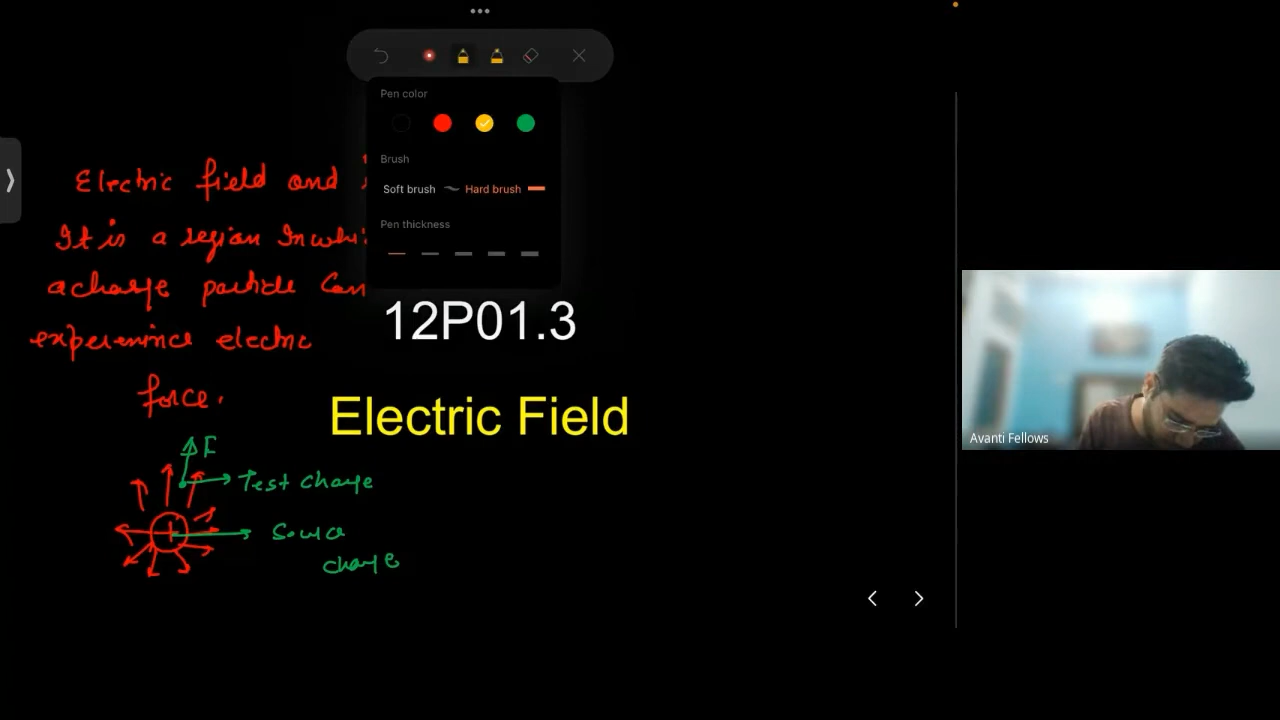 Pen color
Brush
Soft brush
Hard brush
Pen thickness
Electric field and
It is a region In
a charge particle Can
experenince electric
force.
12P01.3
Electric Field
F
Test charge
Source
charge
Avanti Fellows